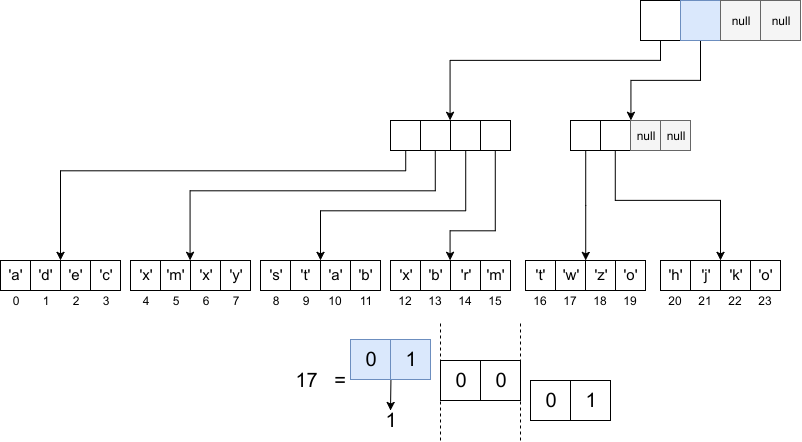 null null
null null
'a' 'd' 'e' 'c' 'x' 'm' 'x' 'y' 's' 't' 'a' 'b' 'x' 'b' 'r' 'm' 't' 'w' 'z' 'o' 'h' 'j' 'k' 'o'
0 1 2 3 4 5 6 7 8 9 10 11 12 13 14 15 16 17 18 19 20 21 22 23
17 = 0 1 0 0 0 1
1